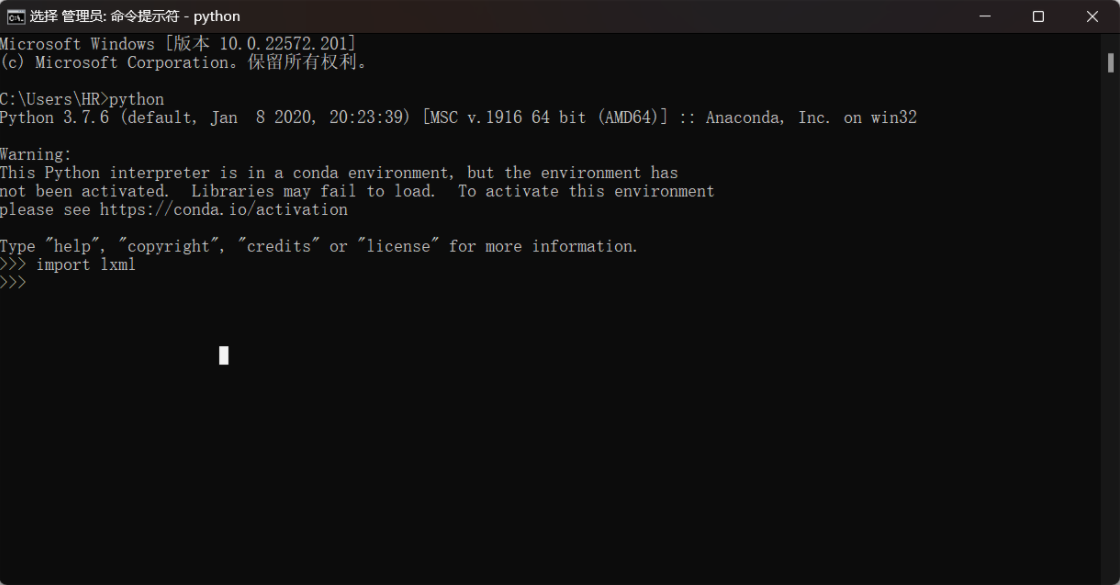 选择 管理员: 命令提示符 - python
Microsoft Windows [版本 10.0.22572.201]
(c) Microsoft Corporation。保留所有权利。
C:\Users\HR>python
Python 3.7.6 (default, Jan  8 2020, 20:23:39) [MSC v.1916 64 bit (AMD64)] :: Anaconda, Inc. on win32
Warning:
This Python interpreter is in a conda environment, but the environment has
not been activated.  Libraries may fail to load.  To activate this environment
please see https://conda.io/activation
Type "help", "copyright", "credits" or "license" for more information.
>>> import lxml
>>>